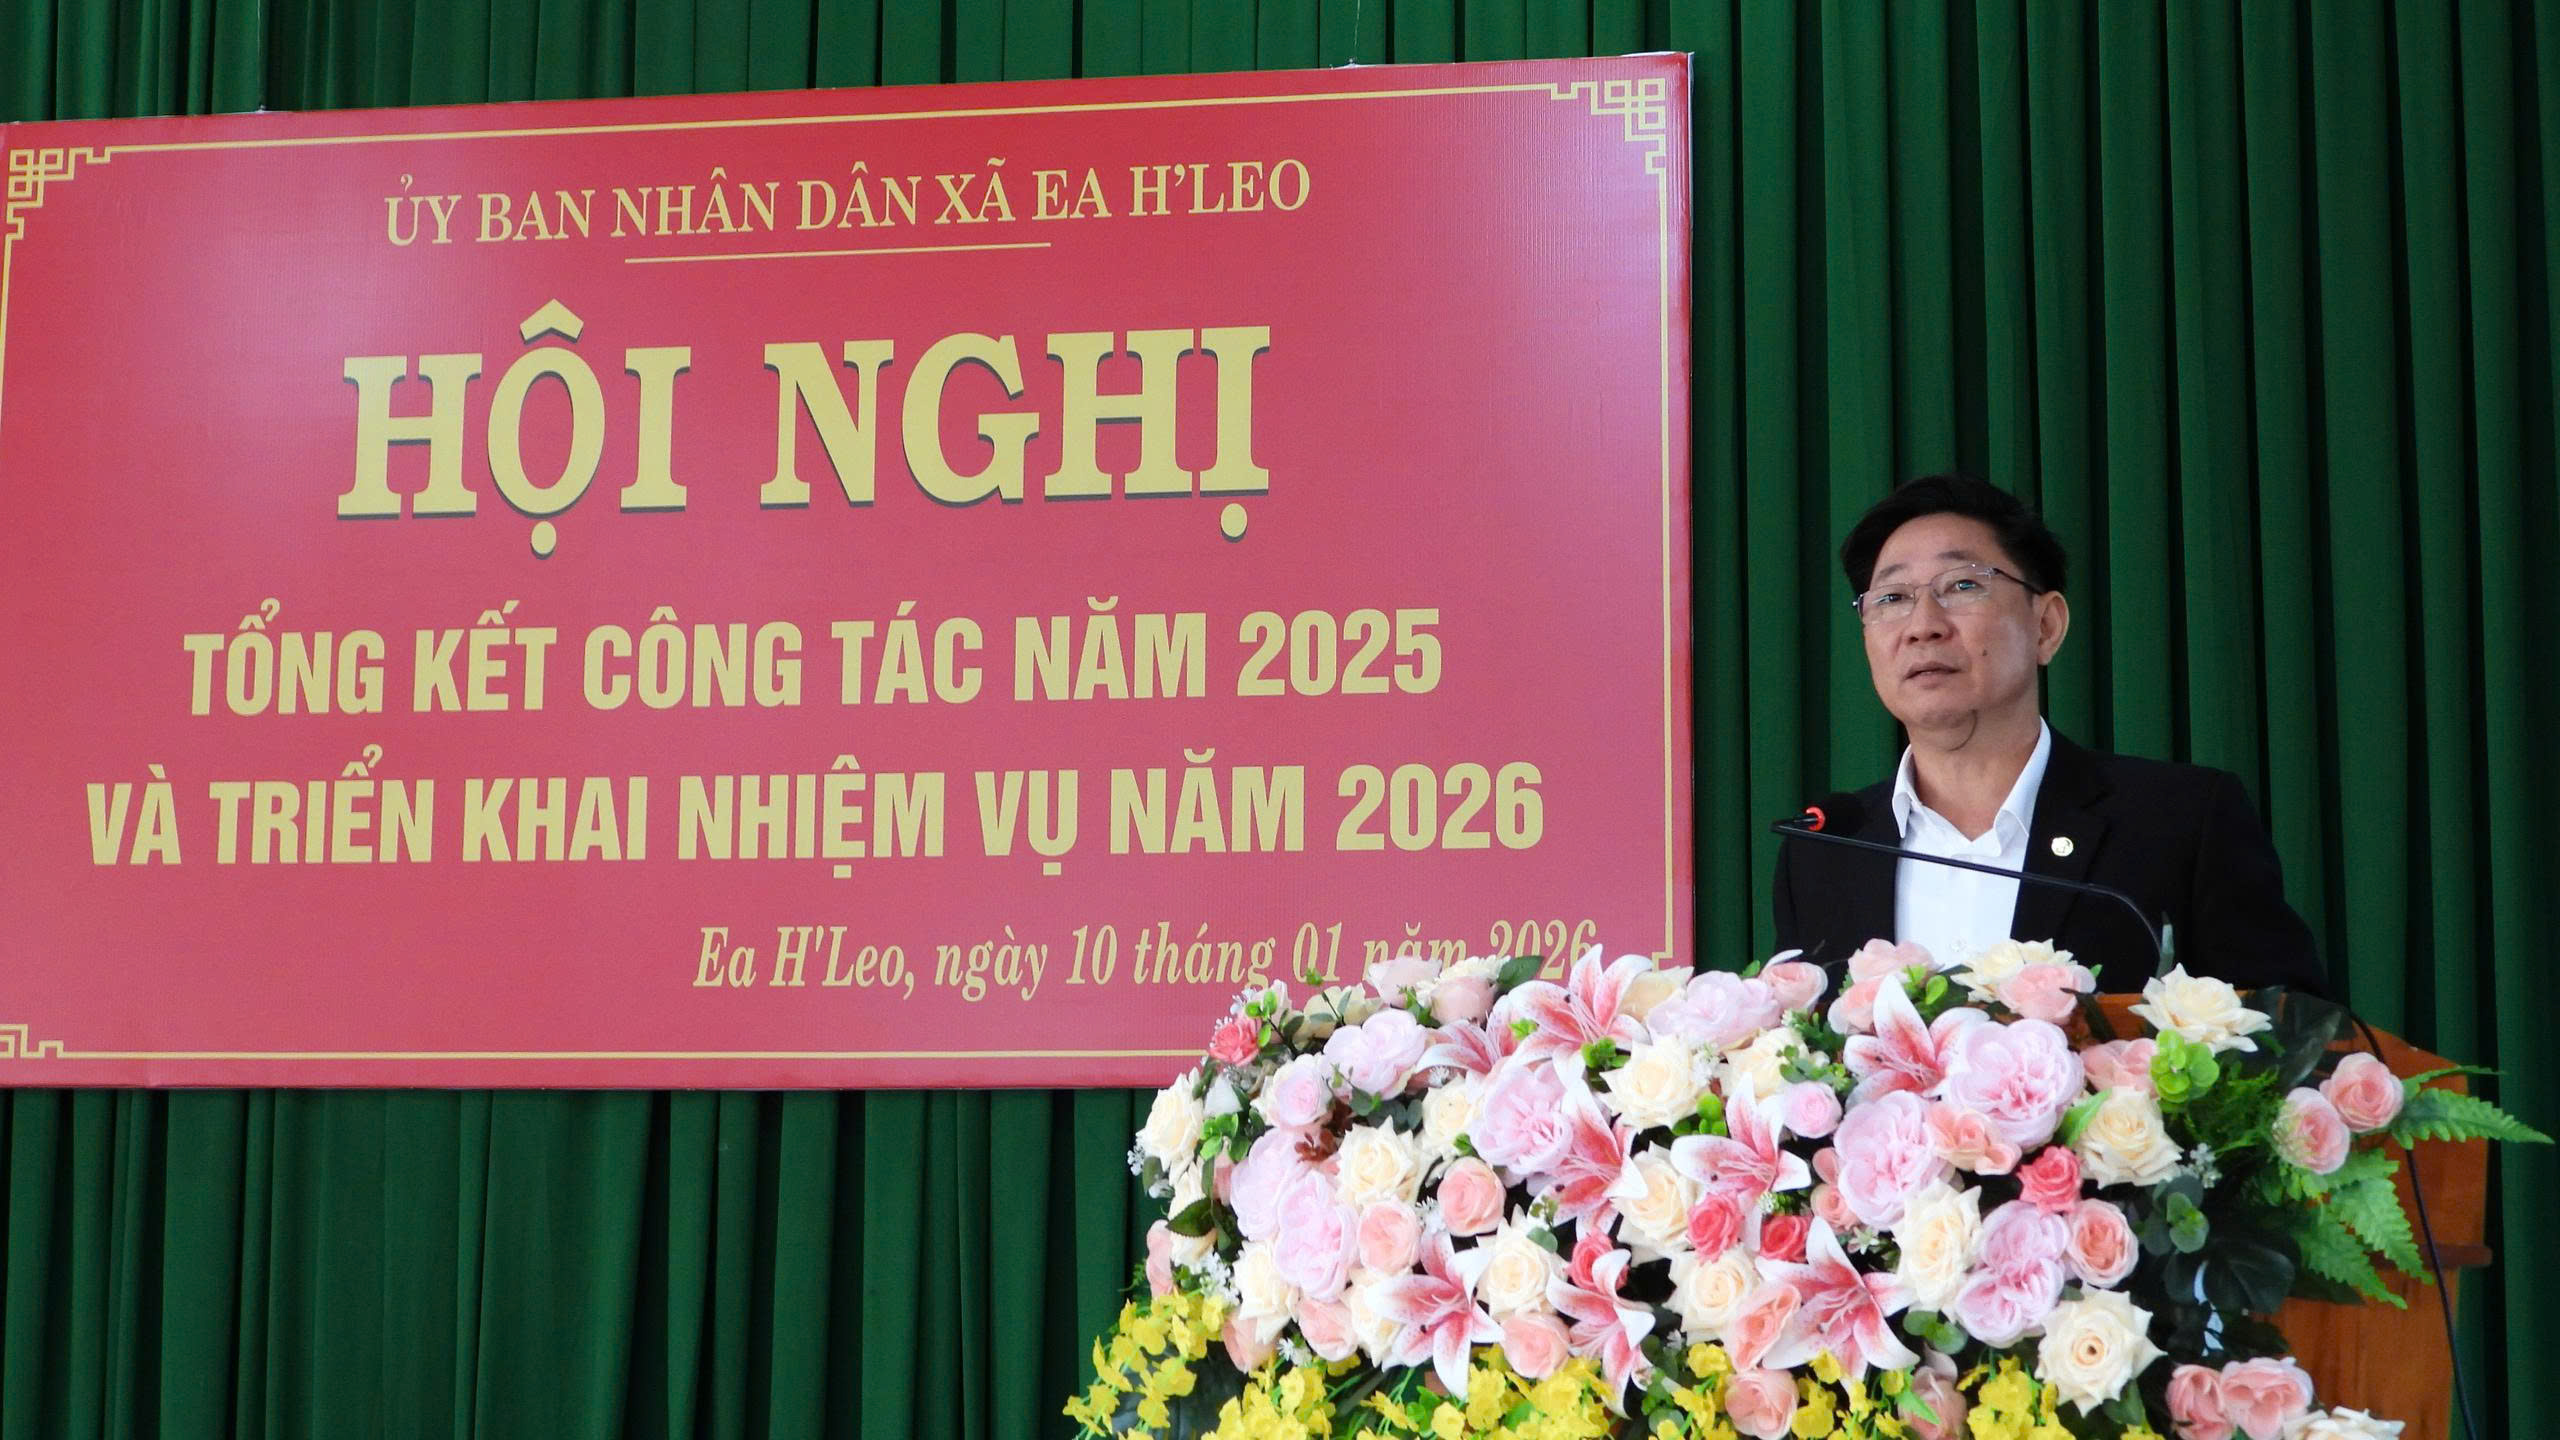 ỦY BAN NHÂN DÂN XÃ EA H'LEO
HỘI NGHỊ
TỔNG KẾT CÔNG TÁC NĂM 2025
VÀ TRIỂN KHAI NHIỆM VỤ NĂM 2026
Ea H'Leo, ngày 10 tháng 01 năm 2026